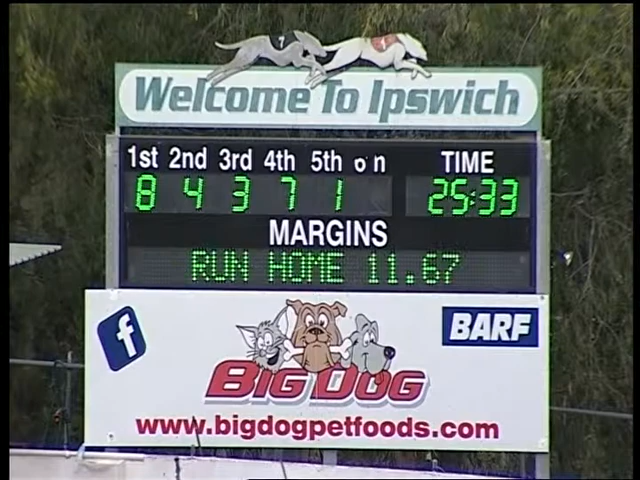 Welcome To Ipswich
1st 2nd 3rd 4th 5th on TIME
8 4 3 7 1 25:33
MARGINS
RUN HOME 11.67
f
BARF
BIG DOG
www.bigdogpetfoods.com